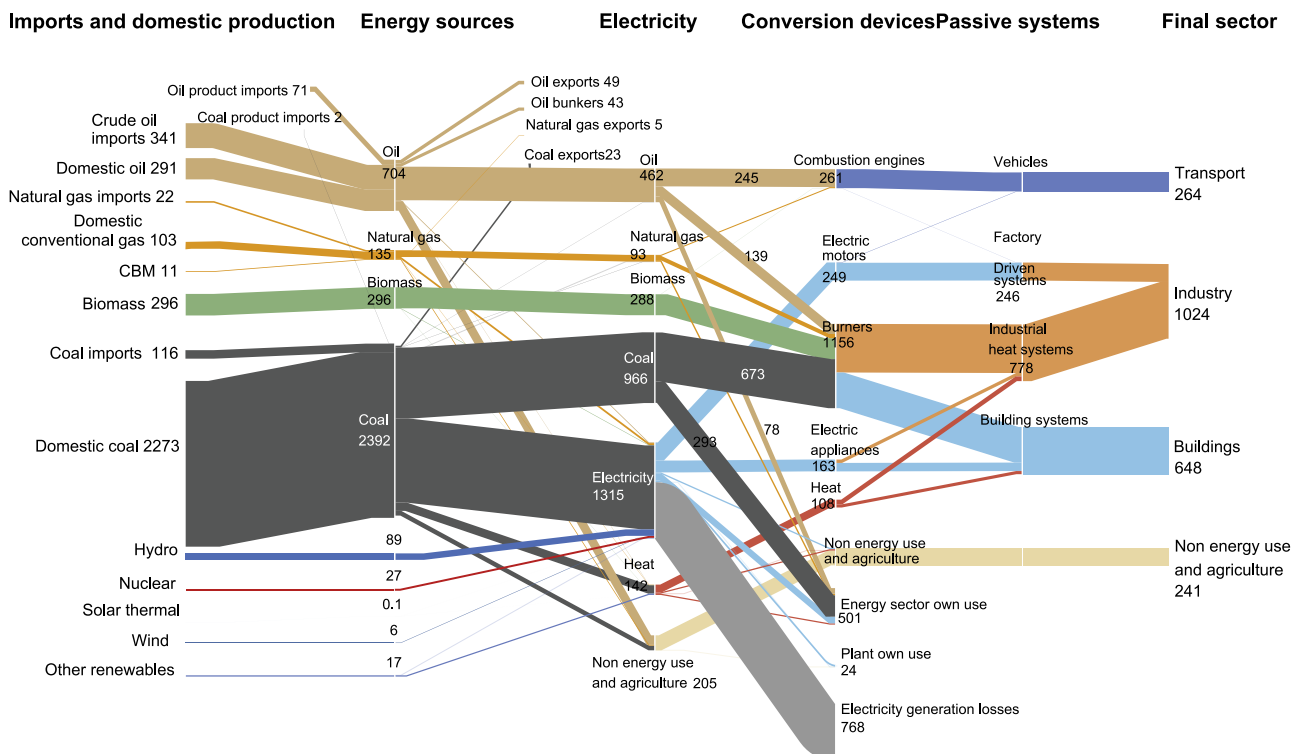 Imports and domestic production
Energy sources
Electricity
Conversion devices
Passive systems
Final sector
Oil product imports 71
Coal product imports 2
Crude oil
imports 341
Domestic oil 291
Natural gas imports 22
Domestic
conventional gas 103
CBM 11
Biomass 296
Coal imports 116
Domestic coal 2273
Hydro
Nuclear
Solar thermal
Wind
Other renewables
Oil
704
Natural gas
135
Biomass
296
Coal
2392
89
27
0.1
6
17
Oil exports 49
Oil bunkers 43
Natural gas exports 5
Coal exports23
Oil
462
Natural gas
93
Biomass
288
Coal
966
Electricity
1315
Heat
142
Non energy use
and agriculture 205
245
139
673
293
78
Combustion engines
261
Electric
motors
249
Burners
1156
Electric
appliances
163
Heat
108
Non energy use
and agriculture
Energy sector own use
501
Plant own use
24
Electricity generation losses
768
Vehicles
Factory
Driven
systems
246
Industrial
heat systems
778
Building systems
Transport
264
Industry
1024
Buildings
648
Non energy use
and agriculture
241